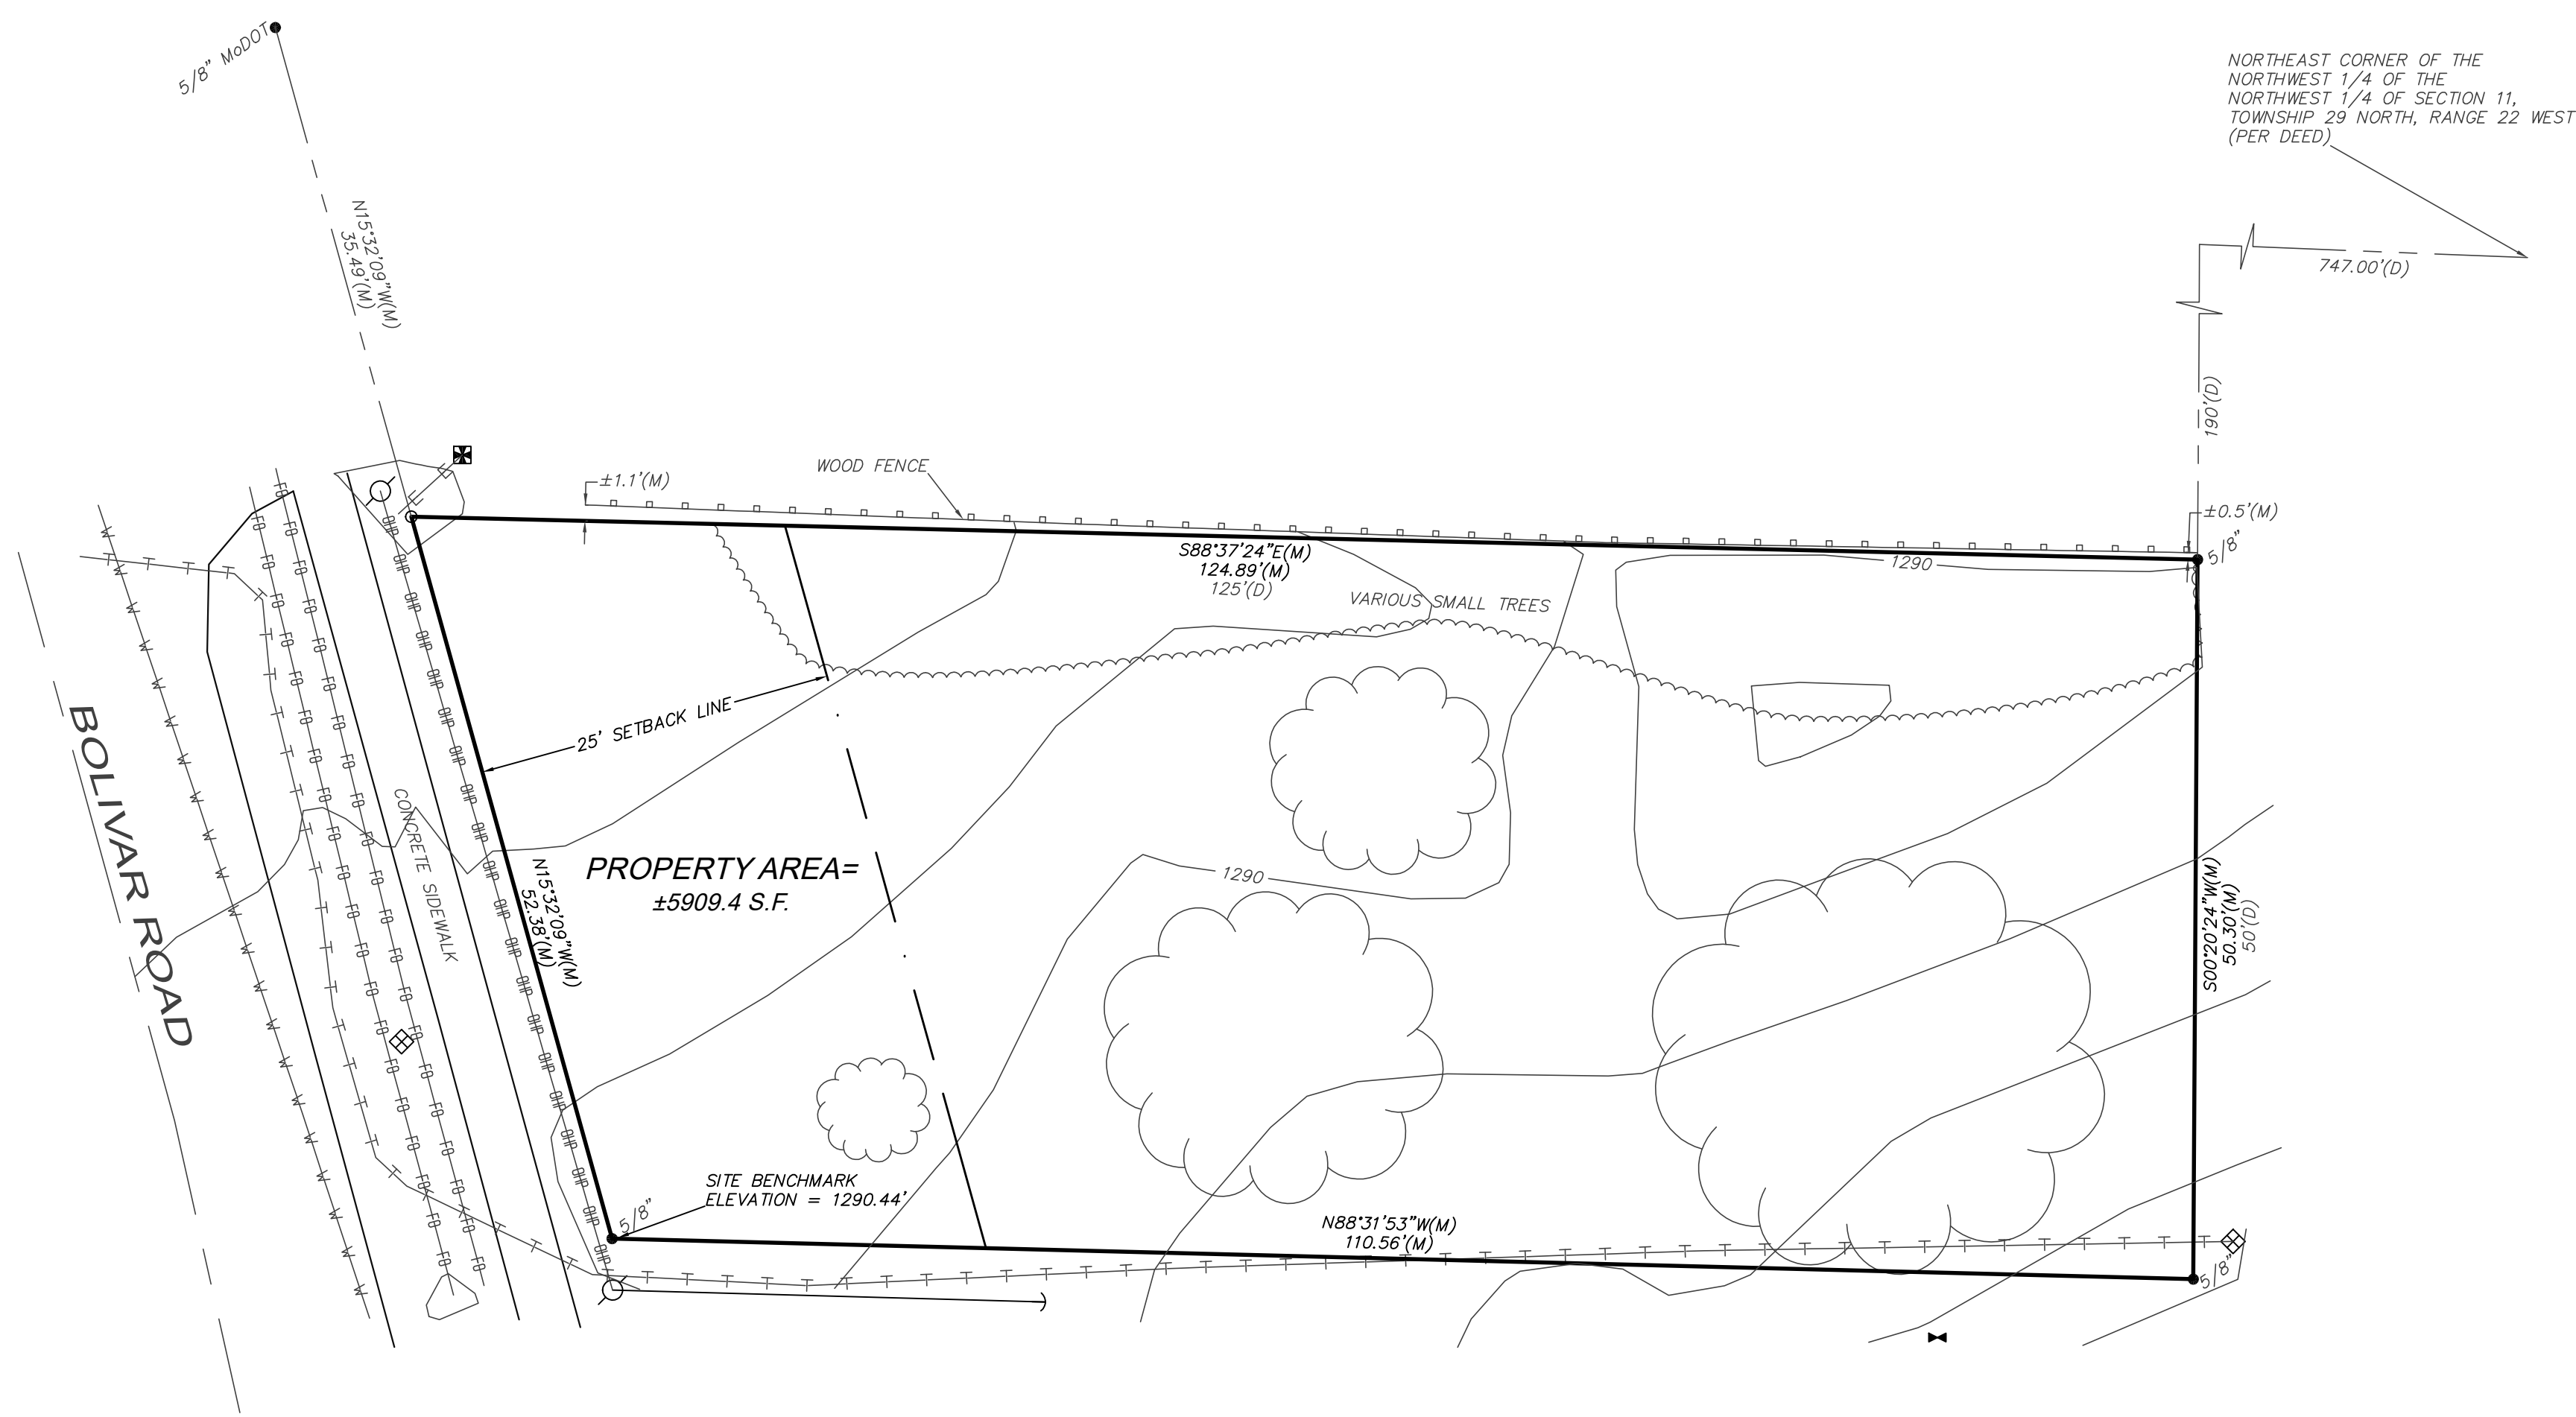 5/8" MoDOT
NORTHEAST CORNER OF THE
NORTHWEST 1/4 OF THE
NORTHWEST 1/4 OF SECTION 11,
TOWNSHIP 29 NORTH, RANGE 22 WEST
(PER DEED)
N15°32'09"W(M)
35.49'(M)
747.00'(D)
190'(D)
WOOD FENCE
±1.1'(M)
±0.5'(M)
5/8"
S88°37'24"E(M)
124.89'(M)
125'(D)
1290
VARIOUS SMALL TREES
25' SETBACK LINE
BOLIVAR ROAD
CONCRETE SIDEWALK
N15°32'09"W(M)
52.38'(M)
PROPERTY AREA=
±5909.4 S.F.
1290
S00°20'24"W(M)
50.30'(M)
50'(D)
SITE BENCHMARK
ELEVATION = 1290.44'
5/8"
N88°31'53"W(M)
110.56'(M)
5/8"